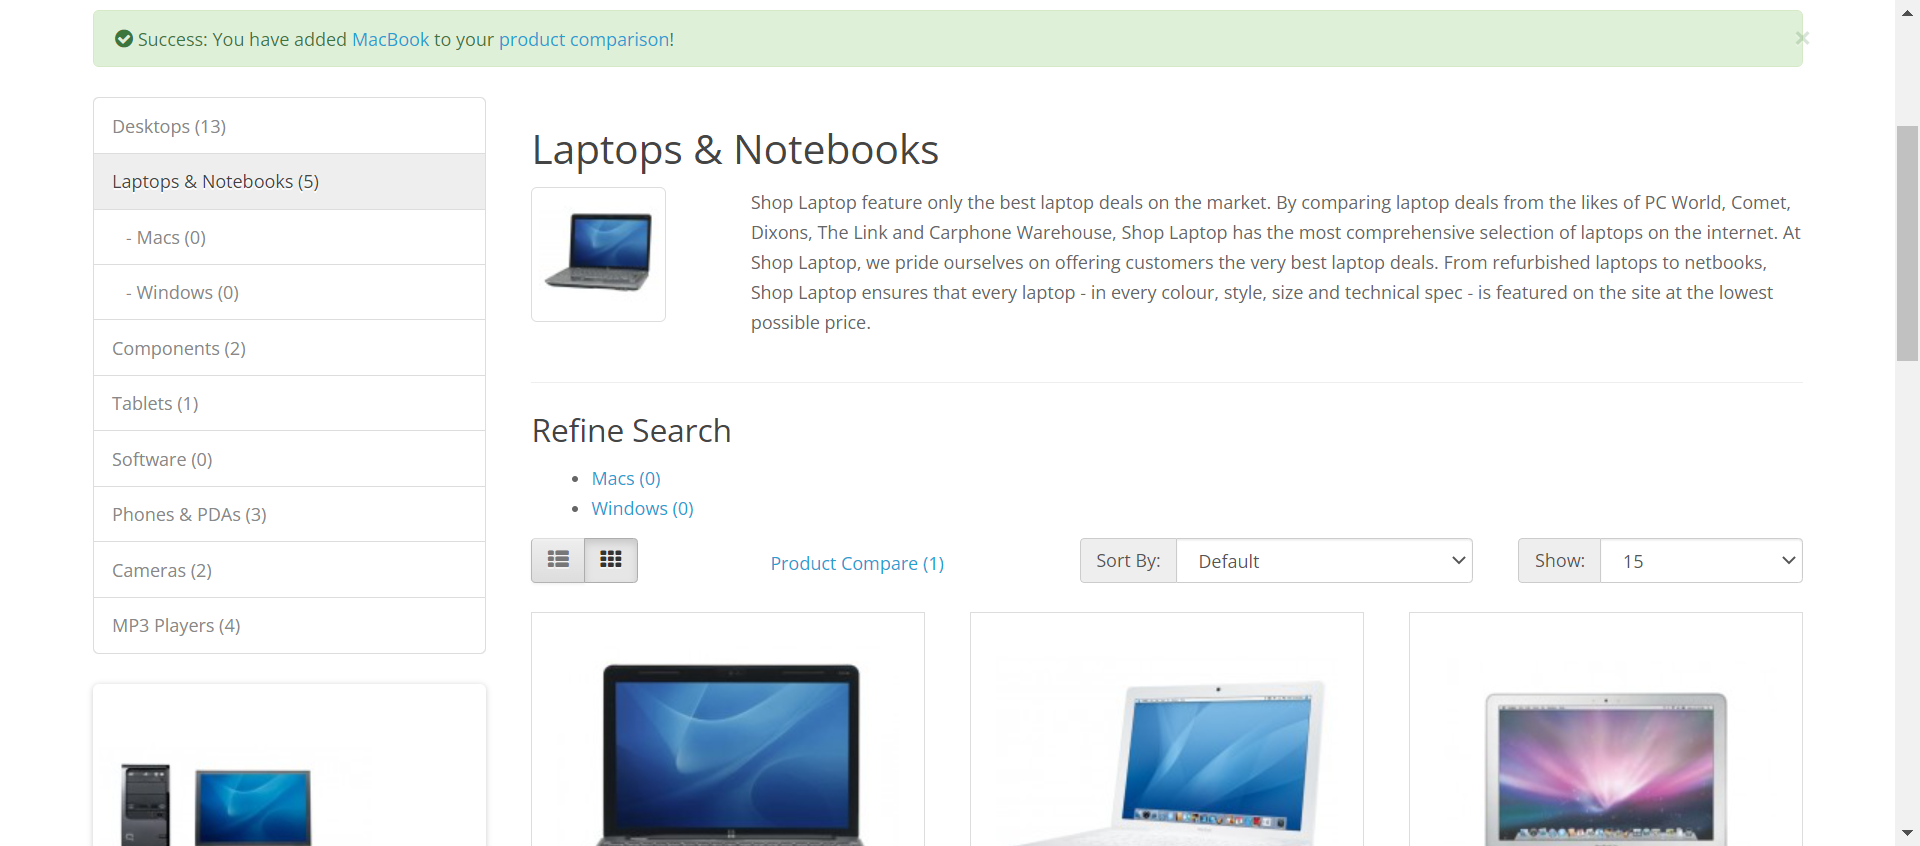 Success: You have added MacBook to your product comparison!
×
Desktops (13)
Laptops & Notebooks (5)
- Macs (0)
- Windows (0)
Components (2)
Tablets (1)
Software (0)
Phones & PDAs (3)
Cameras (2)
MP3 Players (4)
Laptops & Notebooks
Shop Laptop feature only the best laptop deals on the market. By comparing laptop deals from the likes of PC World, Comet,
Dixons, The Link and Carphone Warehouse, Shop Laptop has the most comprehensive selection of laptops on the internet. At
Shop Laptop, we pride ourselves on offering customers the very best laptop deals. From refurbished laptops to netbooks,
Shop Laptop ensures that every laptop - in every colour, style, size and technical spec - is featured on the site at the lowest
possible price.
Refine Search
Macs (0)
Windows (0)
Product Compare (1)
Sort By: Default
Show: 15